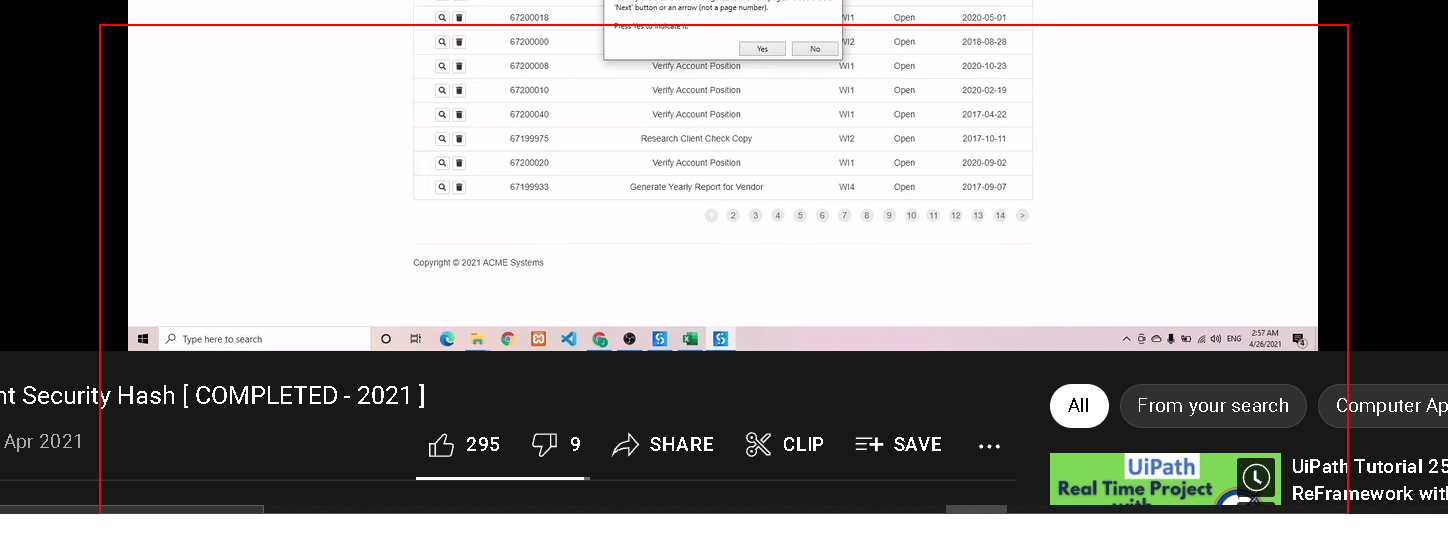 67200018 WI1 Open 2020-05-01
'Next' button or an arrow (not a page number).
Press Yes to indicate it.
67200000 WI2 Open 2018-08-28
Yes No
67200008 Verify Account Position WI1 Open 2020-10-23
67200010 Verify Account Position WI1 Open 2020-02-19
67200040 Verify Account Position WI1 Open 2017-04-22
67199975 Research Client Check Copy WI2 Open 2017-10-11
67200020 Verify Account Position WI1 Open 2020-09-02
67199933 Generate Yearly Report for Vendor WI4 Open 2017-09-07
1 2 3 4 5 6 7 8 9 10 11 12 13 14 >
Copyright © 2021 ACME Systems
Type here to search
ENG
2:57 AM
4/26/2021
4
nt Security Hash [ COMPLETED - 2021 ]
Apr 2021
295 9 SHARE CLIP SAVE ...
All From your search Computer Ap
UiPath
Real Time Project
with
UiPath Tutorial 25
ReFramework with